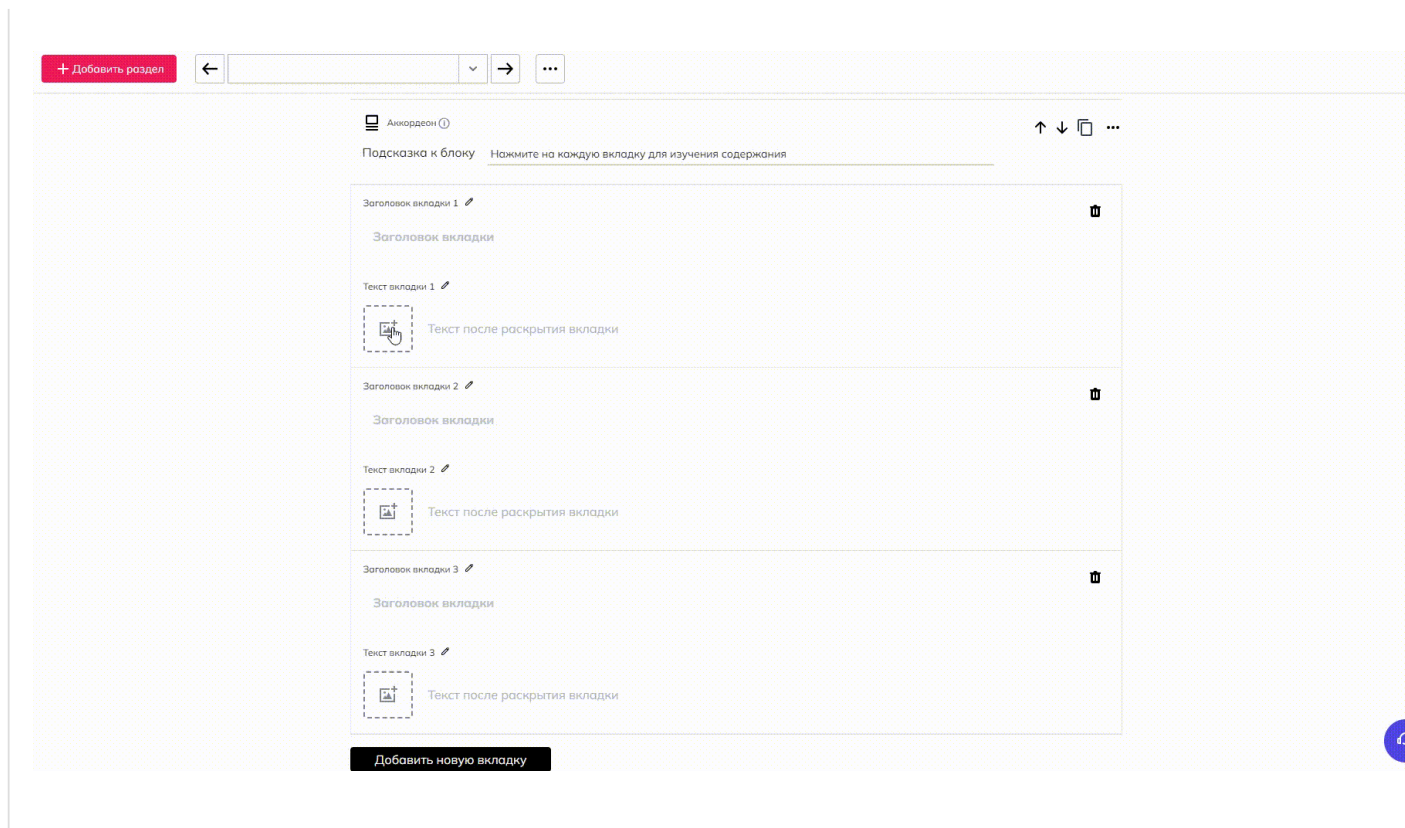 + Добавить раздел
Аккордеон
Подсказка к блоку Нажмите на каждую вкладку для изучения содержания
Заголовок вкладки 1
Заголовок вкладки
Текст вкладки 1
Текст после раскрытия вкладки
Заголовок вкладки 2
Заголовок вкладки
Текст вкладки 2
Текст после раскрытия вкладки
Заголовок вкладки 3
Заголовок вкладки
Текст вкладки 3
Текст после раскрытия вкладки
Добавить новую вкладку